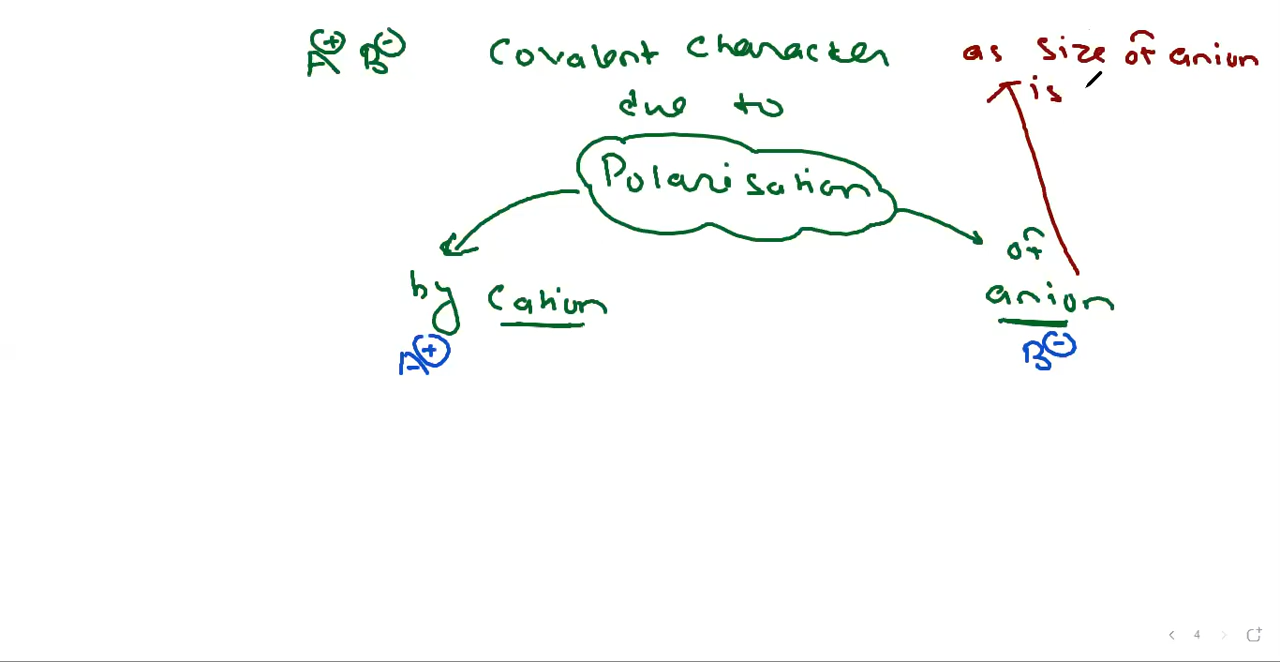 A⊕ B⊖ Covalent Character as size of anion
due to is
Polarisation
by Cation of anion
A⊕ B⊖
4